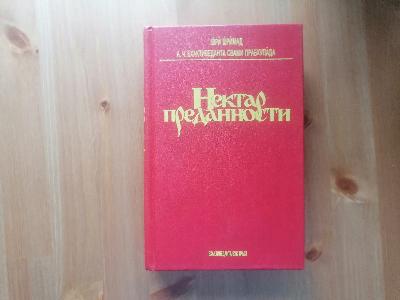 ШРИ ШРИМАД
А.Ч. БХАКТИВЕДАНТА СВАМИ ПРАБХУПАДА
Нектар
преданности